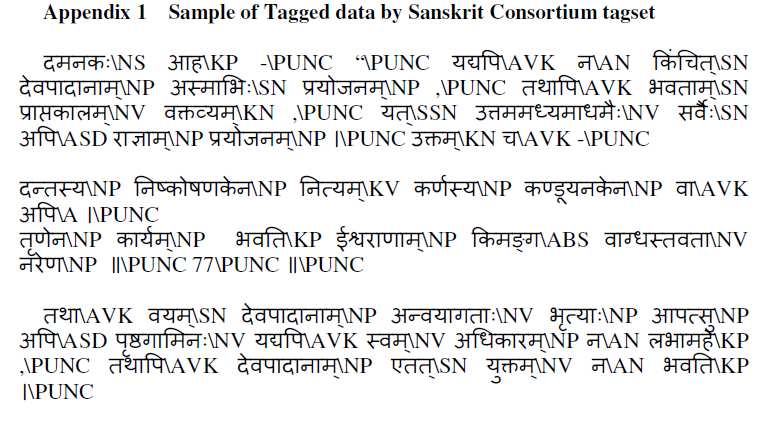 Appendix 1 Sample of Tagged data by Sanskrit Consortium tagset
दमनकः\NS आह\KP -\PUNC “\PUNC यद्यपि\AVK न\AN किंचित्\SN
देवपादानाम्\NP अस्माभिः\SN प्रयोजनम्\NP ,\PUNC तथापि\AVK भवताम्\SN
प्राप्तकालम्\NV वक्तव्यम्\KN ,\PUNC यत्\SSN उत्तममध्यमाधमैः\NV सर्वैः\SN
अपि\ASD राज्ञाम्\NP प्रयोजनम्\NP |\PUNC उक्तम्\KN च\AVK -\PUNC
दन्तस्य\NP निष्कोषणकेन\NP नित्यम्\KV कर्णस्य\NP कण्डूयनकेन\NP वा\AVK
अपि\A |\PUNC
तृणेन\NP कार्यम्\NP भवति\KP ईश्वराणाम्\NP किमङ्ग\ABS वाग्धस्तवता\NV
नरेण\NP ॥\PUNC 77\PUNC ॥\PUNC
तथा\AVK वयम्\SN देवपादानाम्\NP अन्वयागताः\NV भृत्याः\NP आपत्सु\NP
अपि\ASD पृष्ठगामिनः\NV यद्यपि\AVK स्वम्\NV अधिकारम्\NP न\AN लभामहे\KP
,\PUNC तथापि\AVK देवपादानाम्\NP एतत्\SN युक्तम्\NV न\AN भवति\KP
|\PUNC